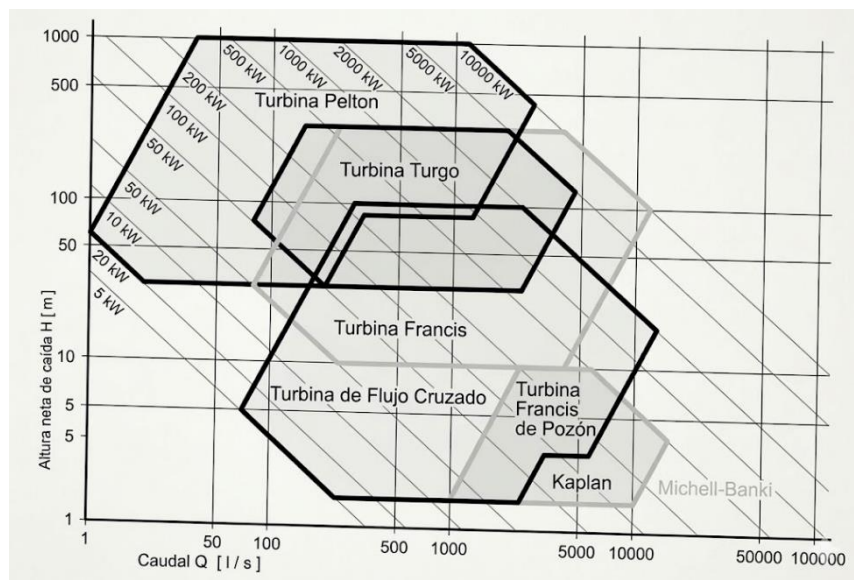 1000
500
100
50
10
5
5
1
Altura neta de caída H [ m ]
500 kW
1000 kW
2000 kW
5000 kW
10000 kW
200 kW
100 kW
50 kW
50 kW
10 kW
20 kW
5 kW
Turbina Pelton
Turbina Turgo
Turbina Francis
Turbina de Flujo Cruzado
Turbina
Francis
de Pozón
Kaplan
Michell-Banki
1
50
100
500
1000
5000
10000
50000
100000
Caudal Q [ l / s ]